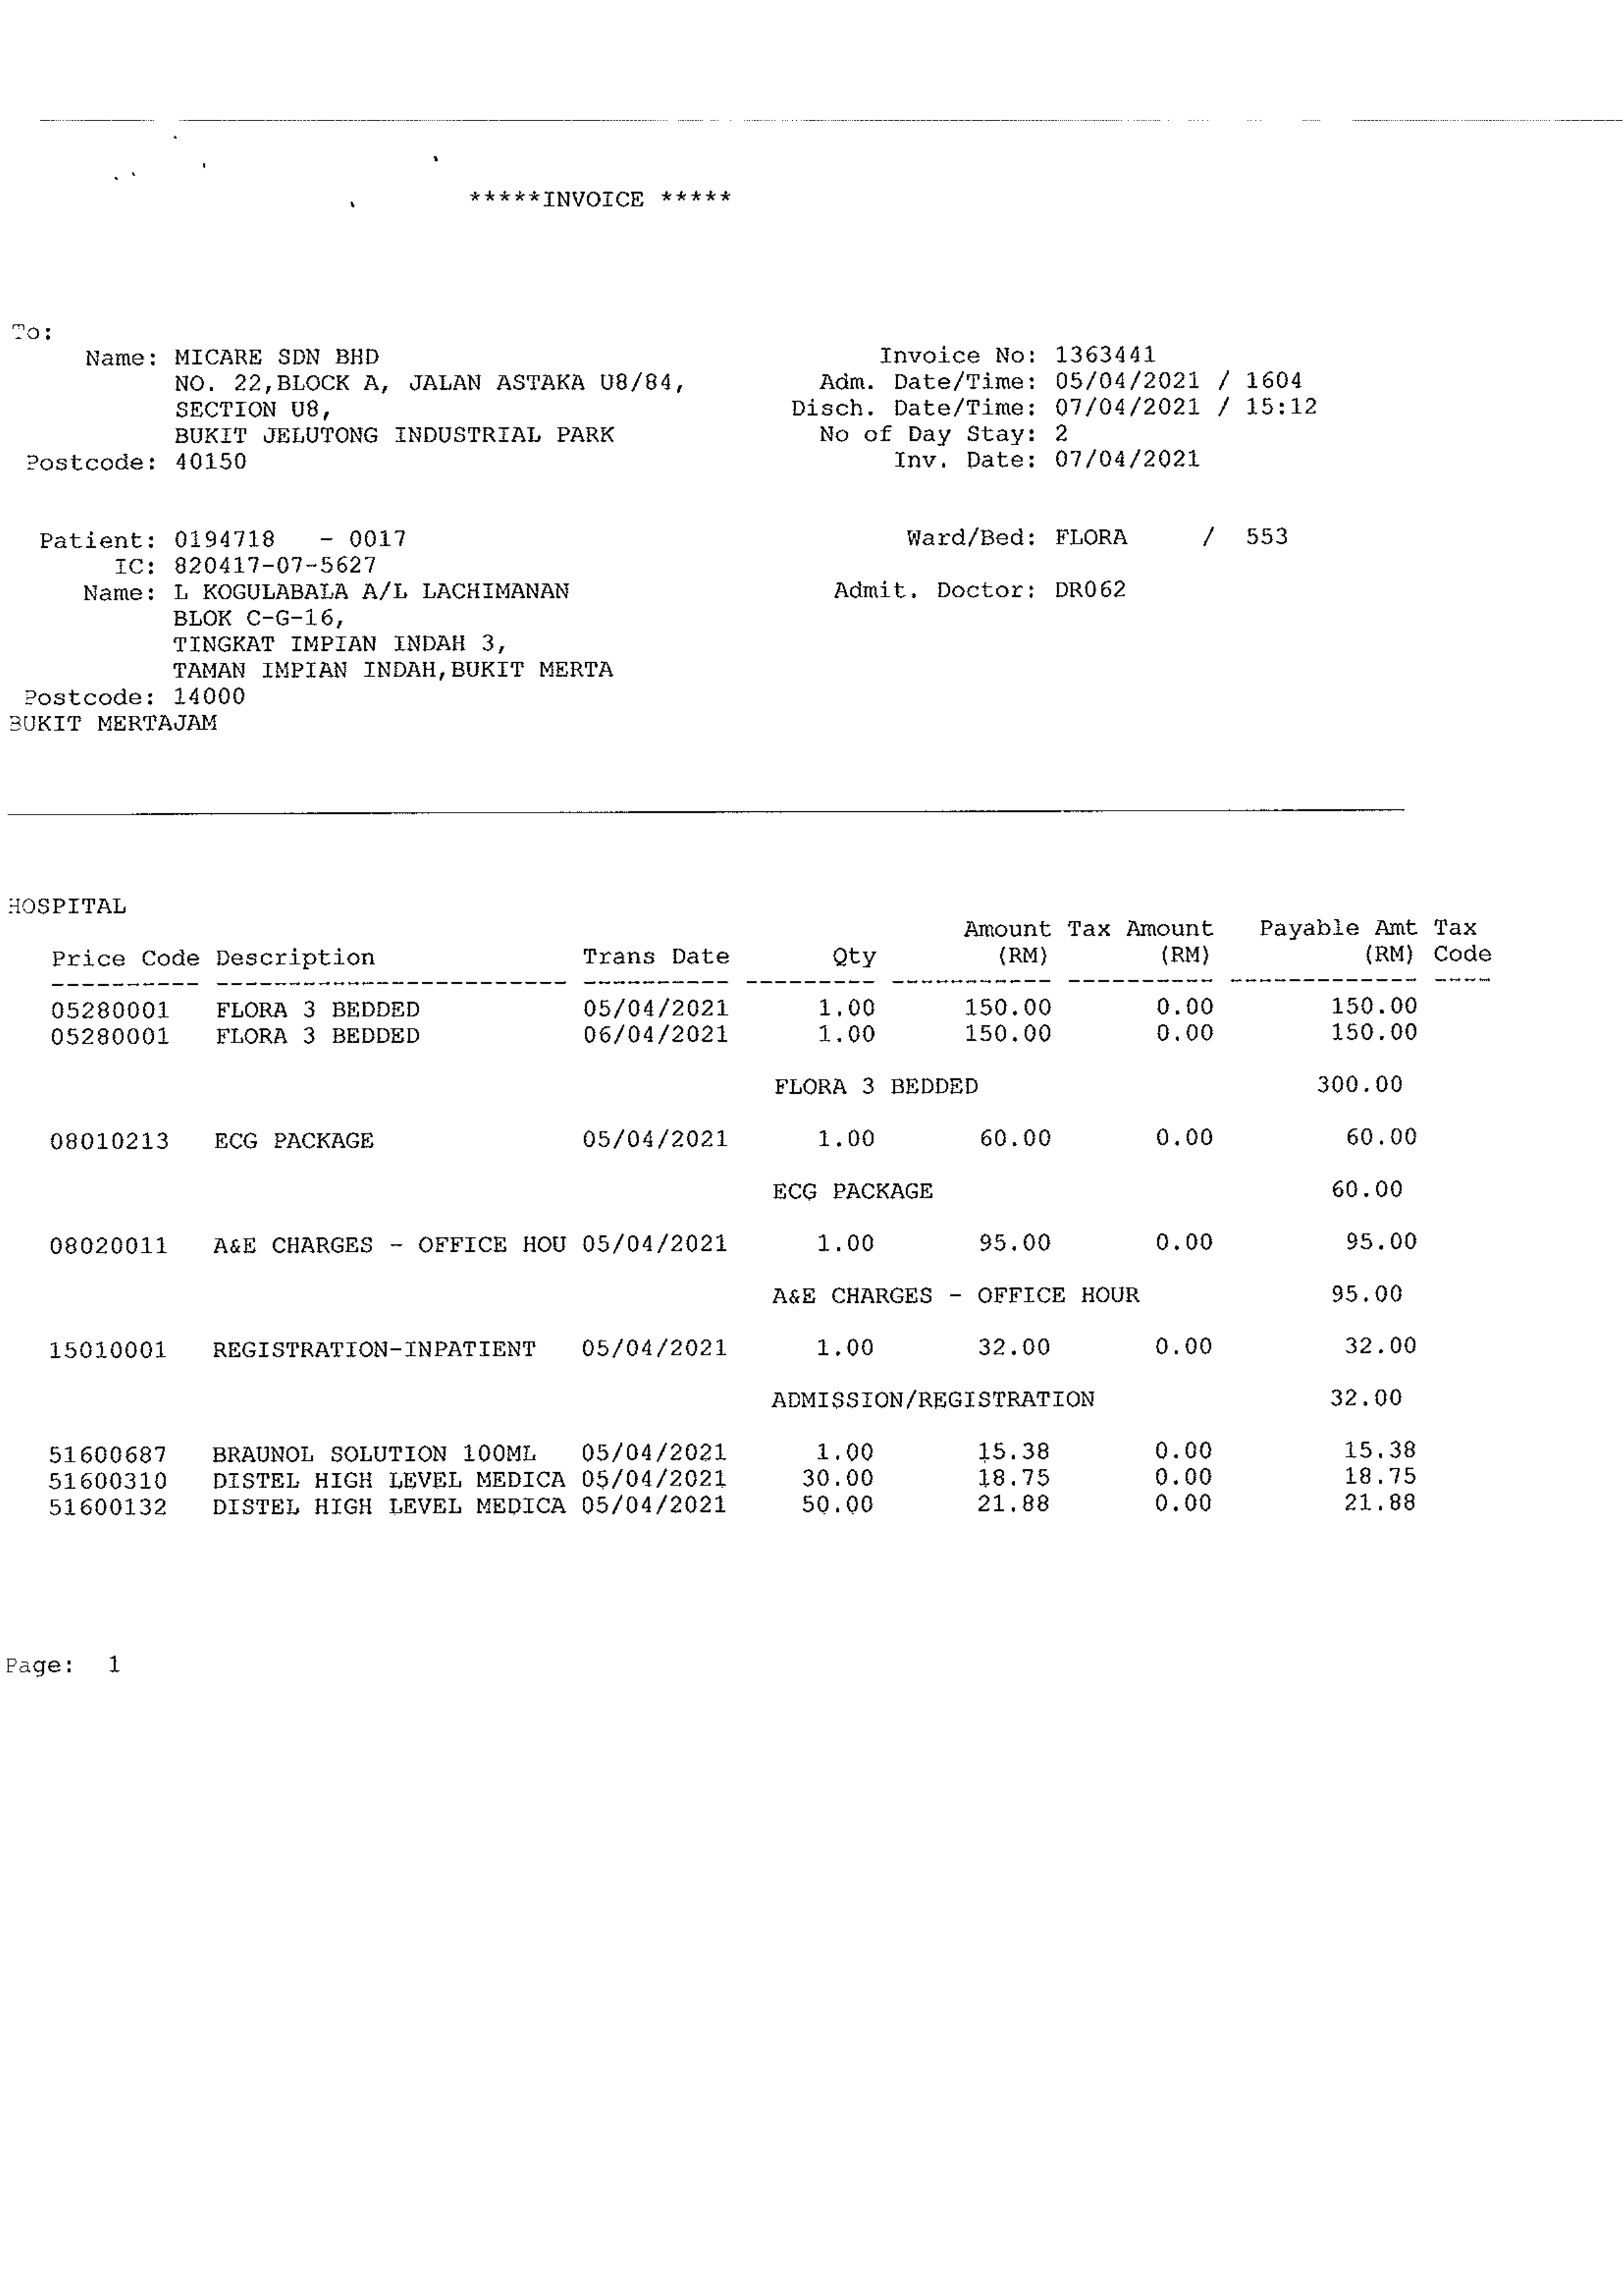 *****INVOICE *****
To:
Name: MICARE SDN BHD
NO. 22,BLOCK A, JALAN ASTAKA U8/84,
SECTION U8,
BUKIT JELUTONG INDUSTRIAL PARK
Postcode: 40150
Invoice No: 1363441
Adm. Date/Time: 05/04/2021 / 1604
Disch. Date/Time: 07/04/2021 / 15:12
No of Day Stay: 2
Inv. Date: 07/04/2021
Patient: 0194718 - 0017
IC: 820417-07-5627
Name: L KOGULABALA A/L LACHIMANAN
BLOK C-G-16,
TINGKAT IMPIAN INDAH 3,
TAMAN IMPIAN INDAH,BUKIT MERTA
Postcode: 14000
BUKIT MERTAJAM
Ward/Bed: FLORA / 553
Admit. Doctor: DR062
HOSPITAL
Amount Tax Amount Payable Amt Tax
Price Code Description Trans Date Qty (RM) (RM) (RM) Code
05280001 FLORA 3 BEDDED 05/04/2021 1.00 150.00 0.00 150.00
05280001 FLORA 3 BEDDED 06/04/2021 1.00 150.00 0.00 150.00
FLORA 3 BEDDED 300.00
08010213 ECG PACKAGE 05/04/2021 1.00 60.00 0.00 60.00
ECG PACKAGE 60.00
08020011 A&E CHARGES - OFFICE HOU 05/04/2021 1.00 95.00 0.00 95.00
A&E CHARGES - OFFICE HOUR 95.00
15010001 REGISTRATION-INPATIENT 05/04/2021 1.00 32.00 0.00 32.00
ADMISSION/REGISTRATION 32.00
51600687 BRAUNOL SOLUTION 100ML 05/04/2021 1.00 15.38 0.00 15.38
51600310 DISTEL HIGH LEVEL MEDICA 05/04/2021 30.00 18.75 0.00 18.75
51600132 DISTEL HIGH LEVEL MEDICA 05/04/2021 50.00 21.88 0.00 21.88
Page: 1